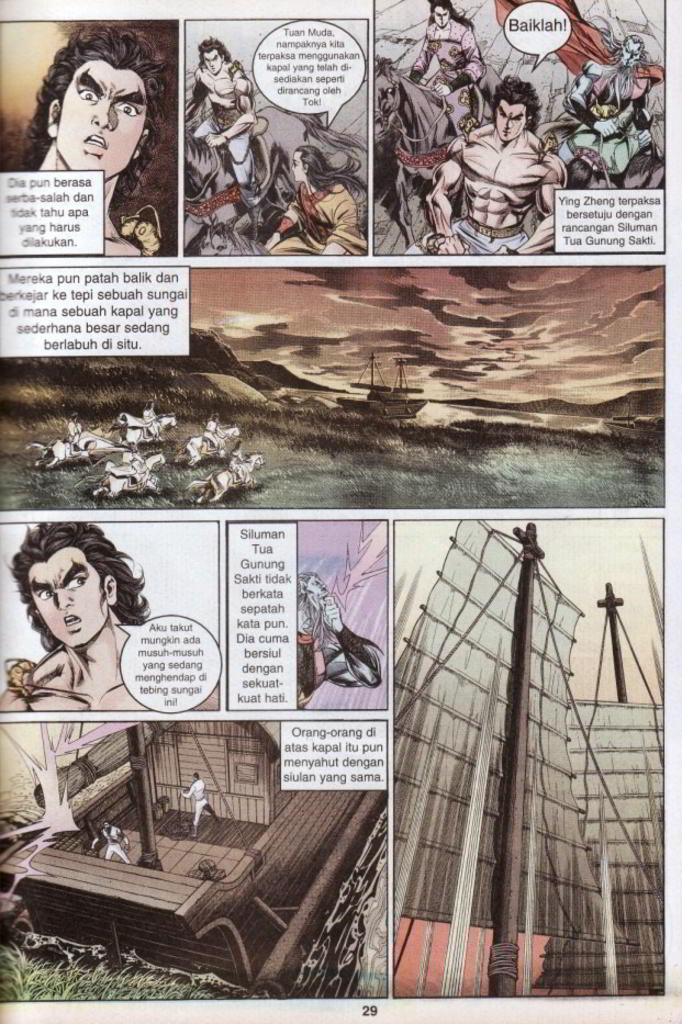 Dia pun berasa
serba-salah dan
tidak tahu apa
yang harus
dilakukan.
Tuan Muda,
nampaknya kita
terpaksa menggunakan
kapal yang telah di-
sediakan seperti
dirancang oleh
Tok!
Baiklah!
Ying Zheng terpaksa
bersetuju dengan
rancangan Siluman
Tua Gunung Sakti.
Mereka pun patah balik dan
berkejar ke tepi sebuah sungai
di mana sebuah kapal yang
sederhana besar sedang
berlabuh di situ.
Aku takut
mungkin ada
musuh-musuh
yang sedang
menghendap di
tebing sungai
ini!
Siluman
Tua
Gunung
Sakti tidak
berkata
sepatah
kata pun.
Dia cuma
bersiul
dengan
sekuat-
kuat hati.
Orang-orang di
atas kapal itu pun
menyahut dengan
siulan yang sama.
29